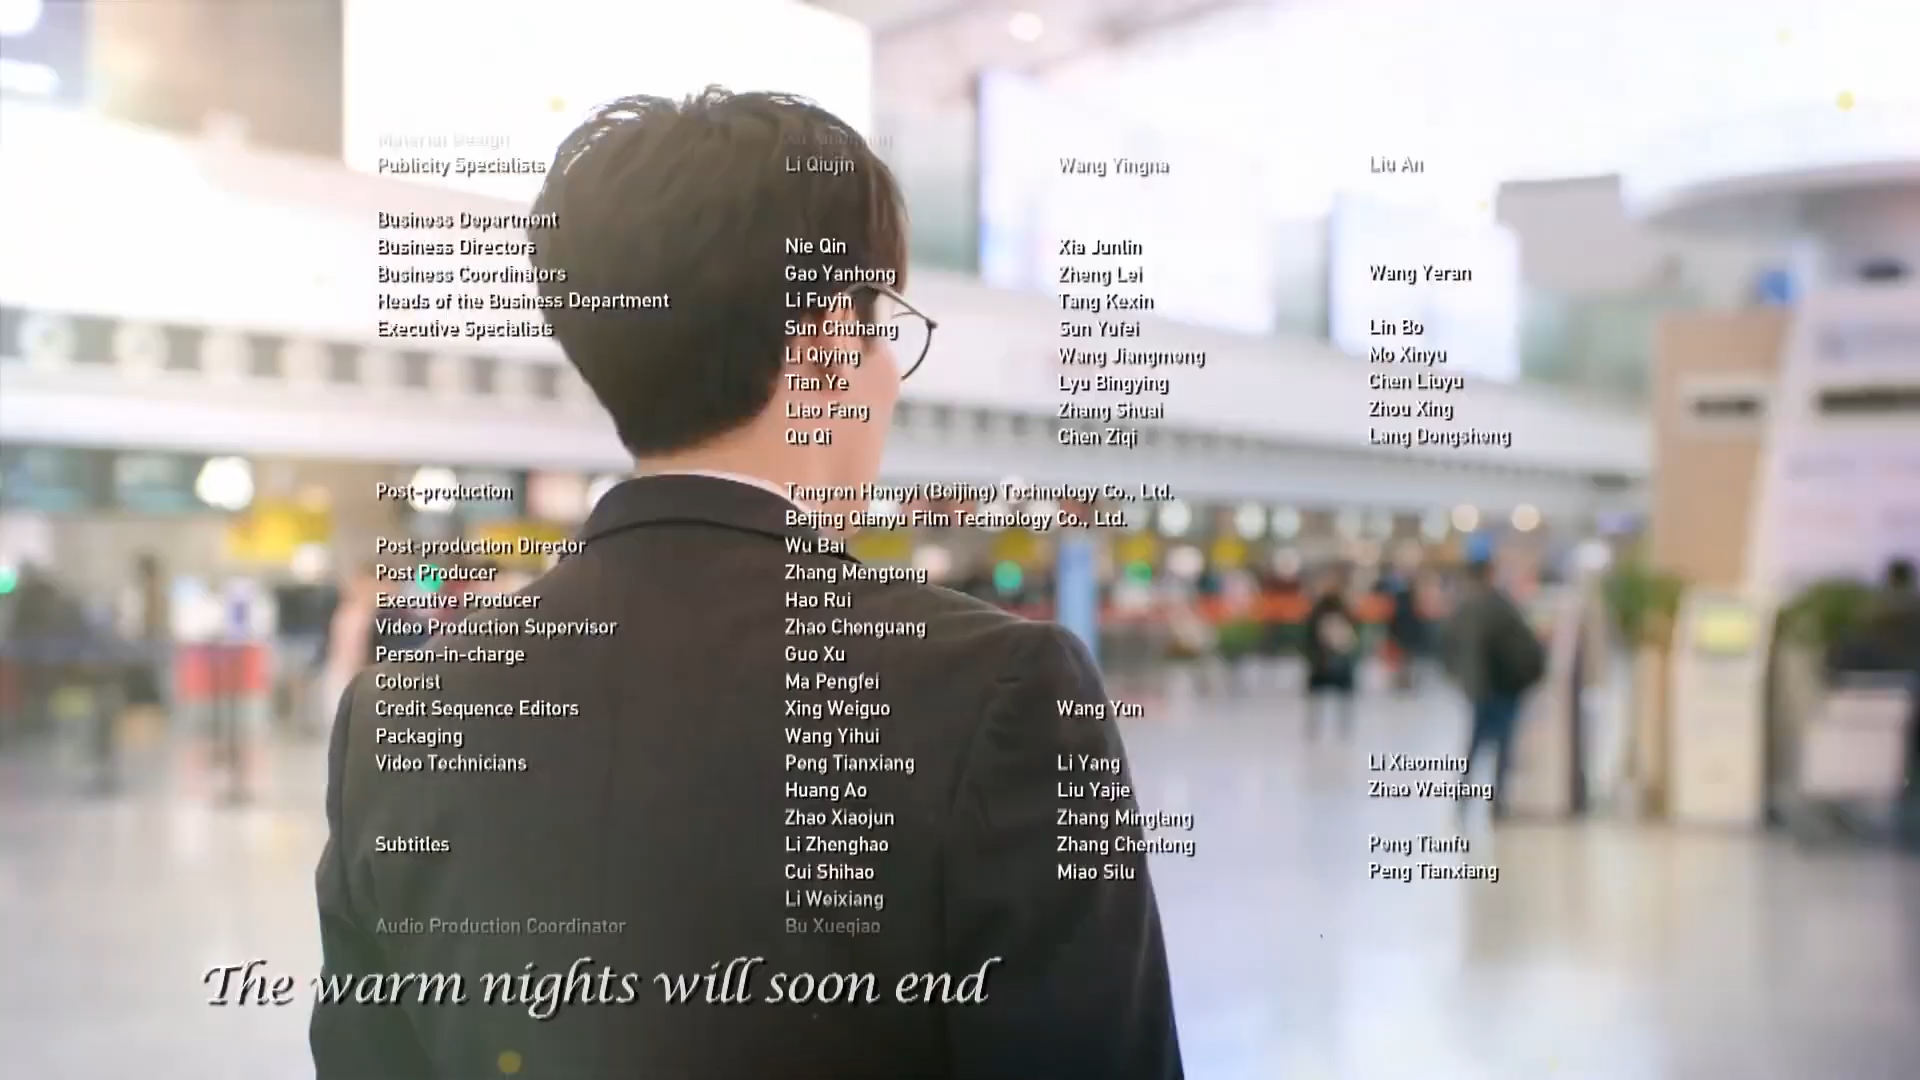 Material Design
Publicity Specialists Li Qiujin Wang Yingna Liu An
Business Department
Business Directors Nie Qin Xia Junlin
Business Coordinators Gao Yanhong Zheng Lei Wang Yeran
Heads of the Business Department Li Fuyin Tang Kexin
Executive Specialists Sun Chuhang Sun Yufei Lin Bo
Li Qiying Wang Jiangmeng Mo Xinyu
Tian Ye Lyu Bingying Chen Liuyu
Liao Fang Zhang Shuai Zhou Xing
Qu Qi Chen Ziqi Lang Dongsheng
Post-production Tangren Hengyi (Beijing) Technology Co., Ltd.
Beijing Qianyu Film Technology Co., Ltd.
Post-production Director Wu Bai
Post Producer Zhang Mengtong
Executive Producer Hao Rui
Video Production Supervisor Zhao Chenguang
Person-in-charge Guo Xu
Colorist Ma Pengfei
Credit Sequence Editors Xing Weiguo Wang Yun
Packaging Wang Yihui
Video Technicians Peng Tianxiang Li Yang Li Xiaoming
Huang Ao Liu Yajie Zhao Weiqiang
Zhao Xiaojun Zhang Minglang
Subtitles Li Zhenghao Zhang Chenlong Peng Tianfu
Cui Shihao Miao Silu Peng Tianxiang
Li Weixiang
Audio Production Coordinator Bu Xueqiao
The warm nights will soon end